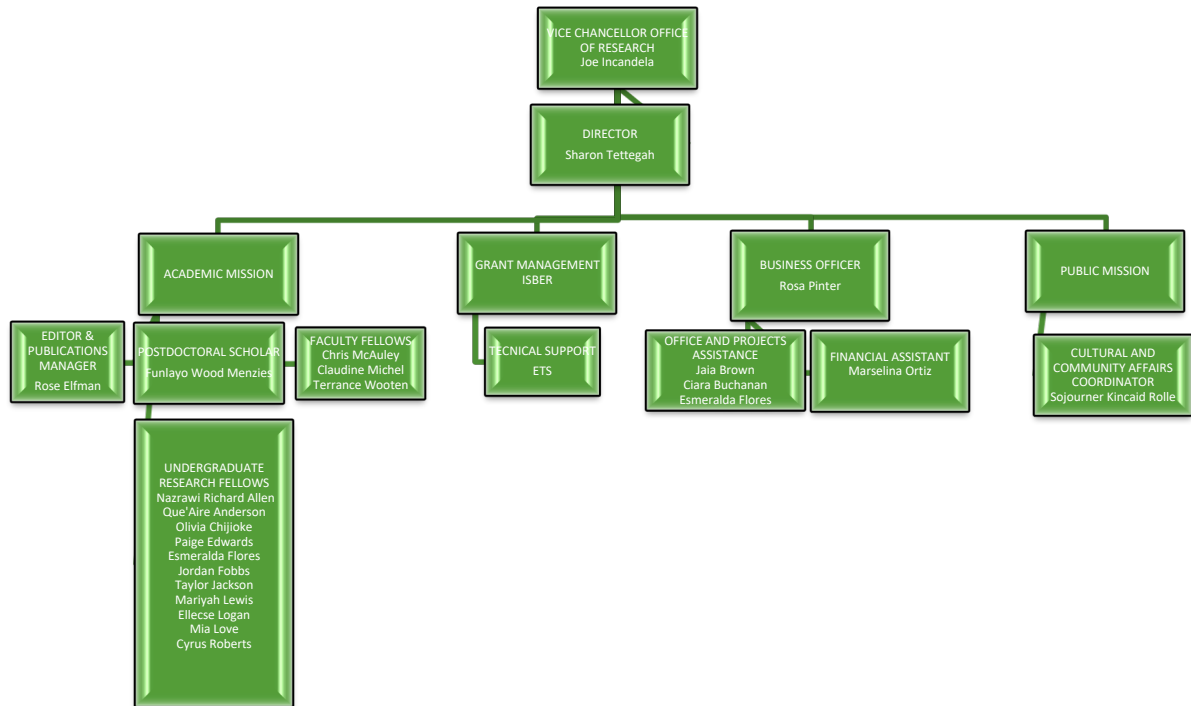 VICE CHANCELLOR OFFICE
OF RESEARCH
Joe Incandela
DIRECTOR
Sharon Tettegah
ACADEMIC MISSION
GRANT MANAGEMENT
ISBER
BUSINESS OFFICER
Rosa Pinter
PUBLIC MISSION
EDITOR &
PUBLICATIONS
MANAGER
Rose Elfman
POSTDOCTORAL SCHOLAR
Funlayo Wood Menzies
FACULTY FELLOWS
Chris McAuley
Claudine Michel
Terrance Wooten
TECNICAL SUPPORT
ETS
OFFICE AND PROJECTS
ASSISTANCE
Jaia Brown
Ciara Buchanan
Esmeralda Flores
FINANCIAL ASSISTANT
Marselina Ortiz
CULTURAL AND
COMMUNITY AFFAIRS
COORDINATOR
Sojourner Kincaid Rolle
UNDERGRADUATE
RESEARCH FELLOWS
Nazrawi Richard Allen
Que'Aire Anderson
Olivia Chijioke
Paige Edwards
Esmeralda Flores
Jordan Fobbs
Taylor Jackson
Mariyah Lewis
Ellecse Logan
Mia Love
Cyrus Roberts